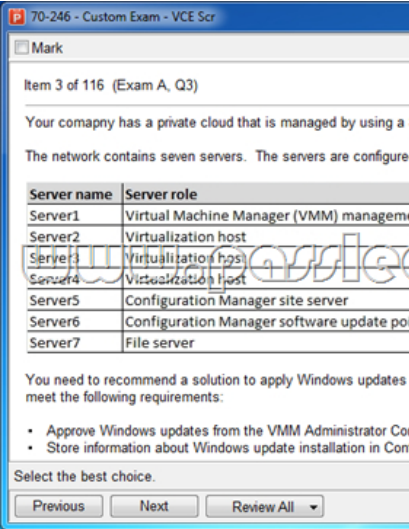 70-246 - Custom Exam - VCE Scr
Mark
Item 3 of 116 (Exam A, Q3)
Your comapny has a private cloud that is managed by using a
The network contains seven servers. The servers are configure
Server name Server role
Server1 Virtual Machine Manager (VMM) manageme
Server2 Virtualization host
Server3 Virtualization host
www.passlea
Server4 Virtualization host
Server5 Configuration Manager site server
Server6 Configuration Manager software update poi
Server7 File server
You need to recommend a solution to apply Windows updates
meet the following requirements:
• Approve Windows updates from the VMM Administrator Co
• Store information about Windows update installation in Con
Select the best choice.
Previous Next Review All